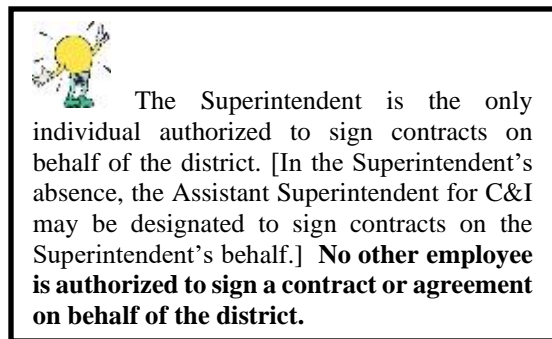 The Superintendent is the only
individual authorized to sign contracts on
behalf of the district. [In the Superintendent’s
absence, the Assistant Superintendent for C&I
may be designated to sign contracts on the
Superintendent’s behalf.] No other employee
is authorized to sign a contract or agreement
on behalf of the district.